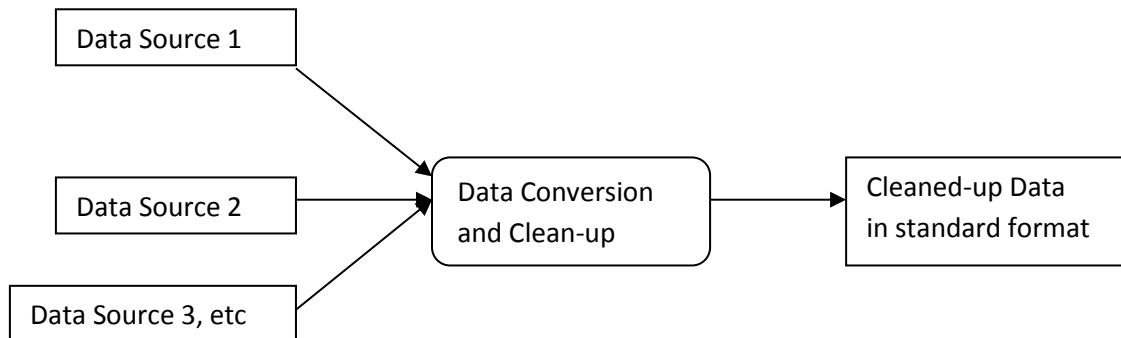 Data Source 1
Data Source 2
Data Source 3, etc
Data Conversion
and Clean-up
Cleaned-up Data
in standard format